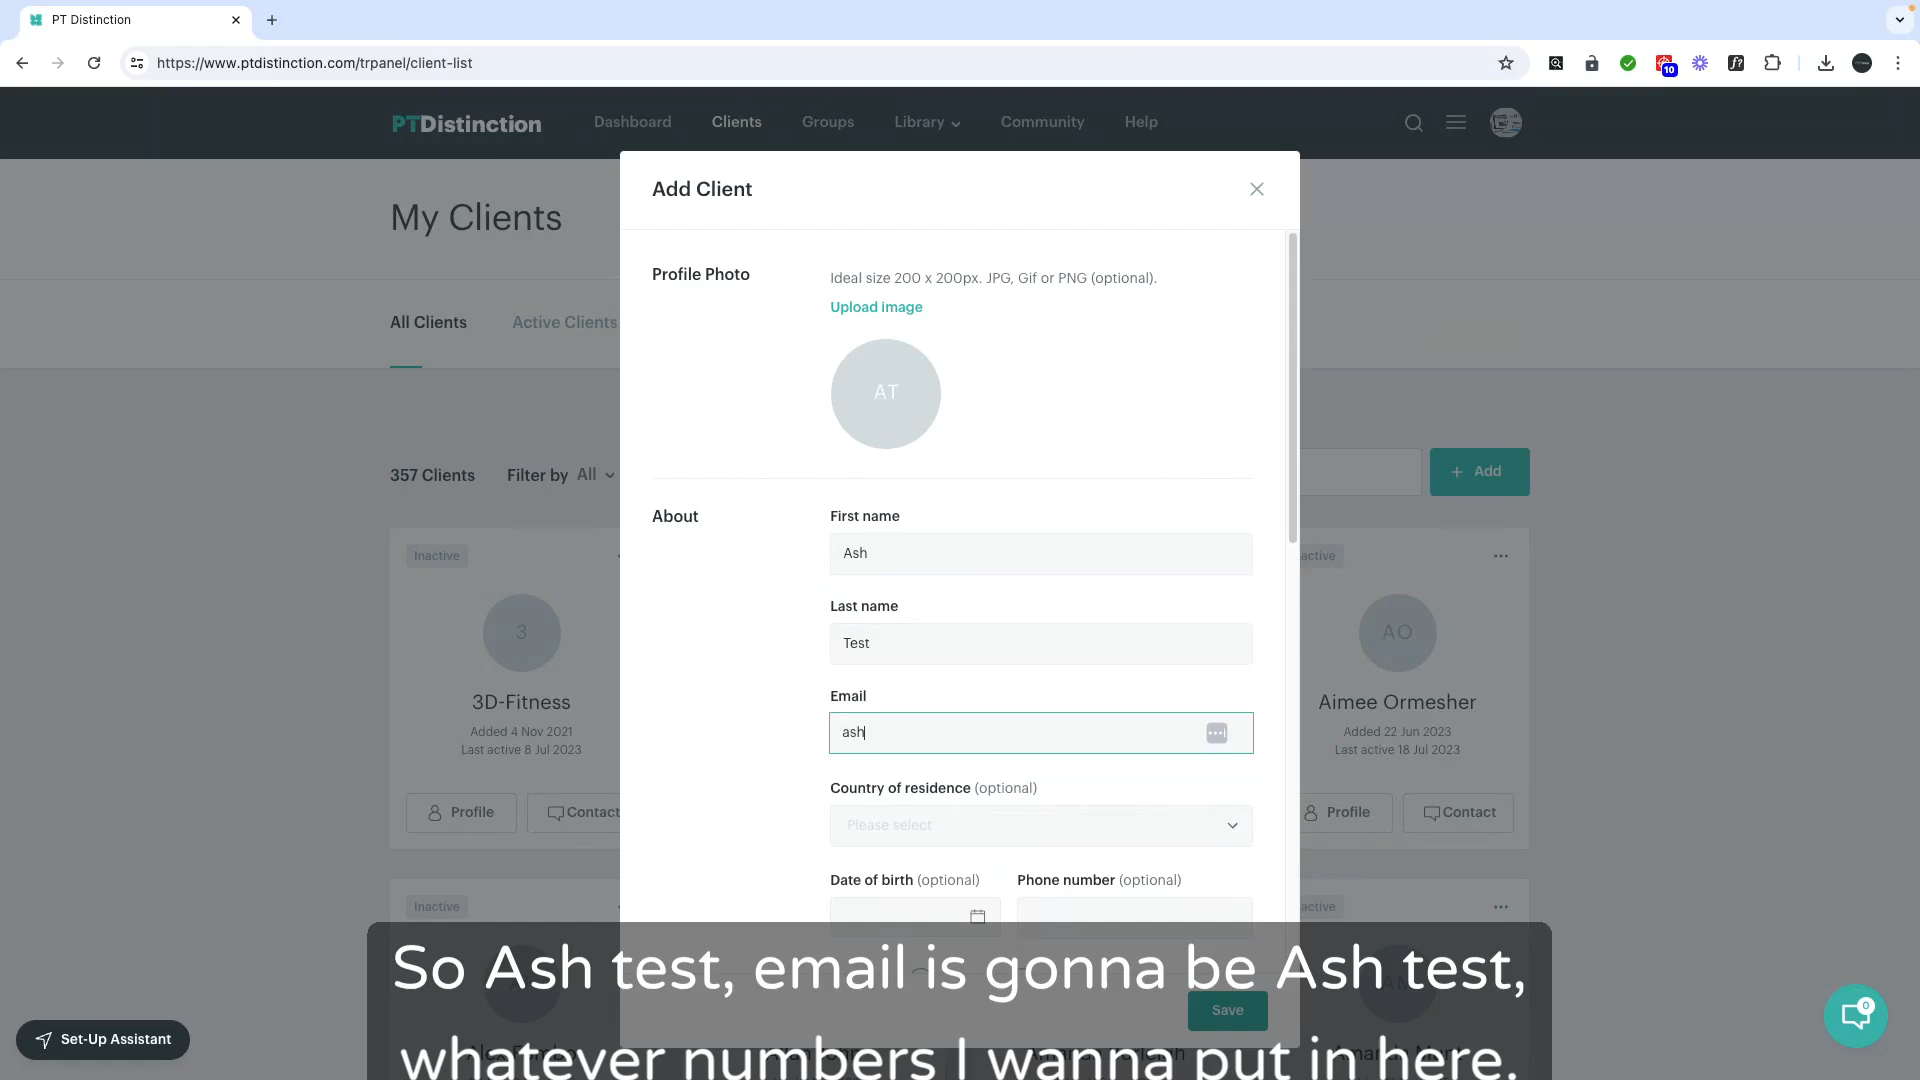 PT Distinction
https://www.ptdistinction.com/trpanel/client-list
10
PTDistinction
Dashboard
Clients
Groups
Library
Community
Help
Add Client
My Clients
Profile Photo
Ideal size 200 x 200px. JPG, Gif or PNG (optional).
Upload image
All Clients
Active Clients
AT
357 Clients
Filter by All
+ Add
About
First name
Ash
Last name
Test
Email
ash
Country of residence (optional)
Please select
Date of birth (optional)
Phone number (optional)
Inactive
3
3D-Fitness
Added 4 Nov 2021
Last active 8 Jul 2023
Profile
Contact
active
AO
Aimee Ormesher
Added 22 Jun 2023
Last active 18 Jul 2023
Profile
Contact
Inactive
active
So Ash test, email is gonna be Ash test,
whatever numbers I wanna put in here.
Save
Set-Up Assistant
0